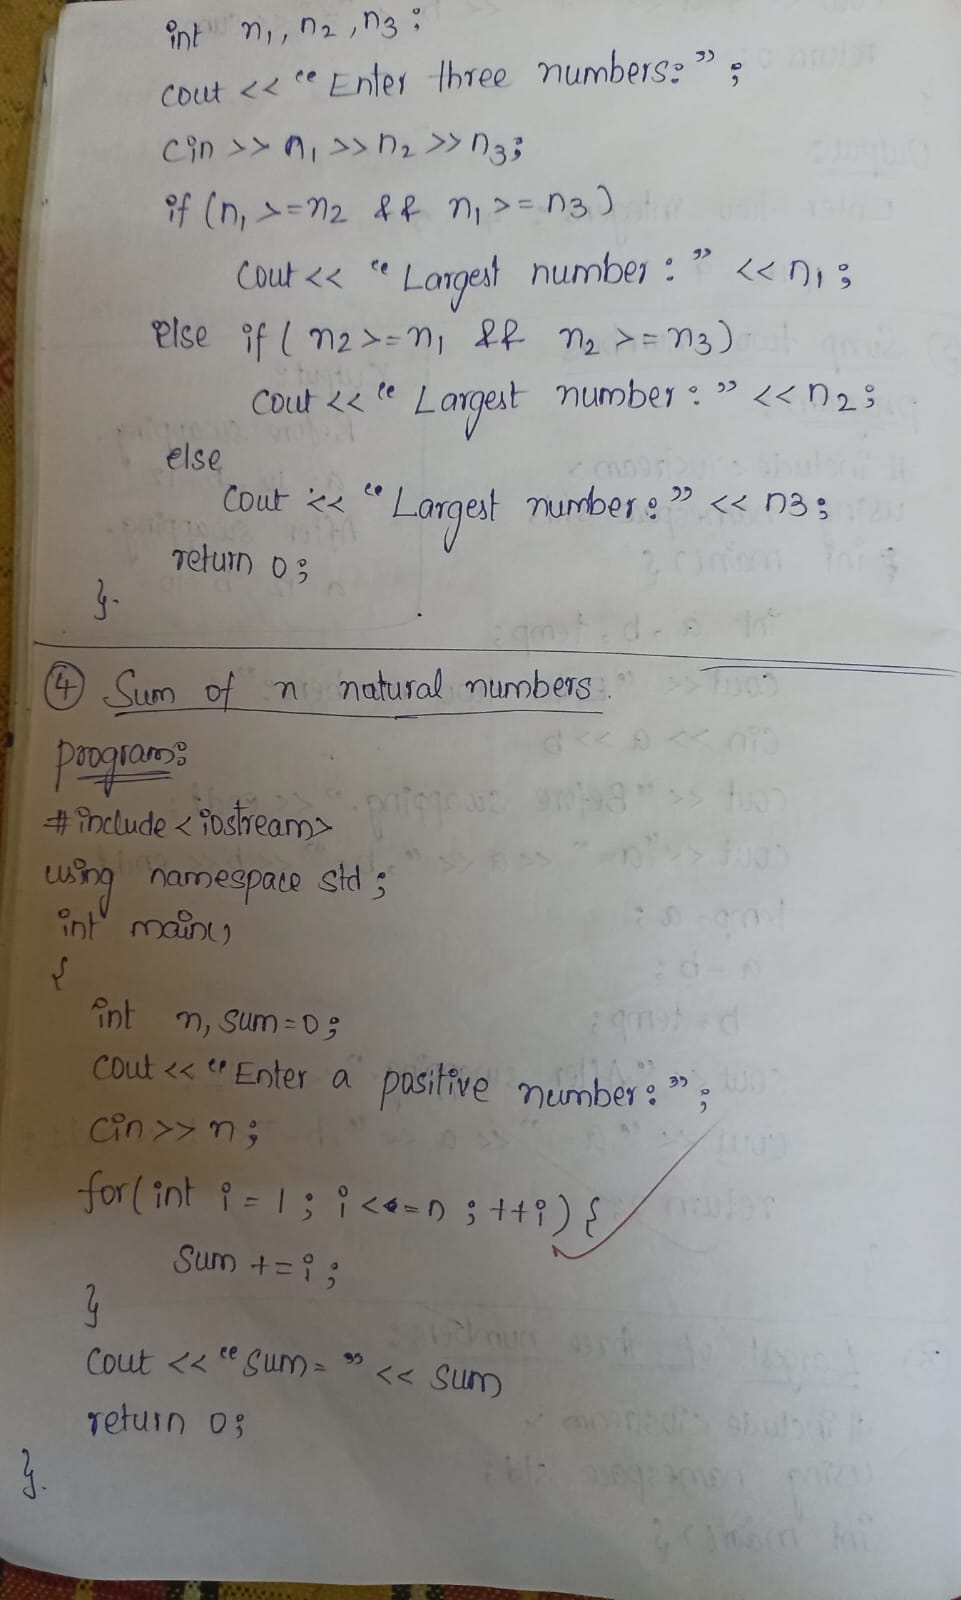 int n1, n2, n3;
cout << "Enter three numbers:";
cin >> n1 >> n2 >> n3;
if (n1 >= n2 && n1 >= n3)
cout << "Largest number: " << n1;
else if (n2 >= n1 && n2 >= n3)
cout << "Largest number: " << n2;
else
cout << "Largest number: " << n3;
return 0;
}.
④ Sum of n natural numbers.
program:
#include <iostream>
using namespace std;
int main()
{
int n, sum=0;
cout << "Enter a positive number:";
cin >> n;
for(int i = 1; i <= n; ++i) {
sum += i;
}
cout << "sum= " << sum
return 0;
}.